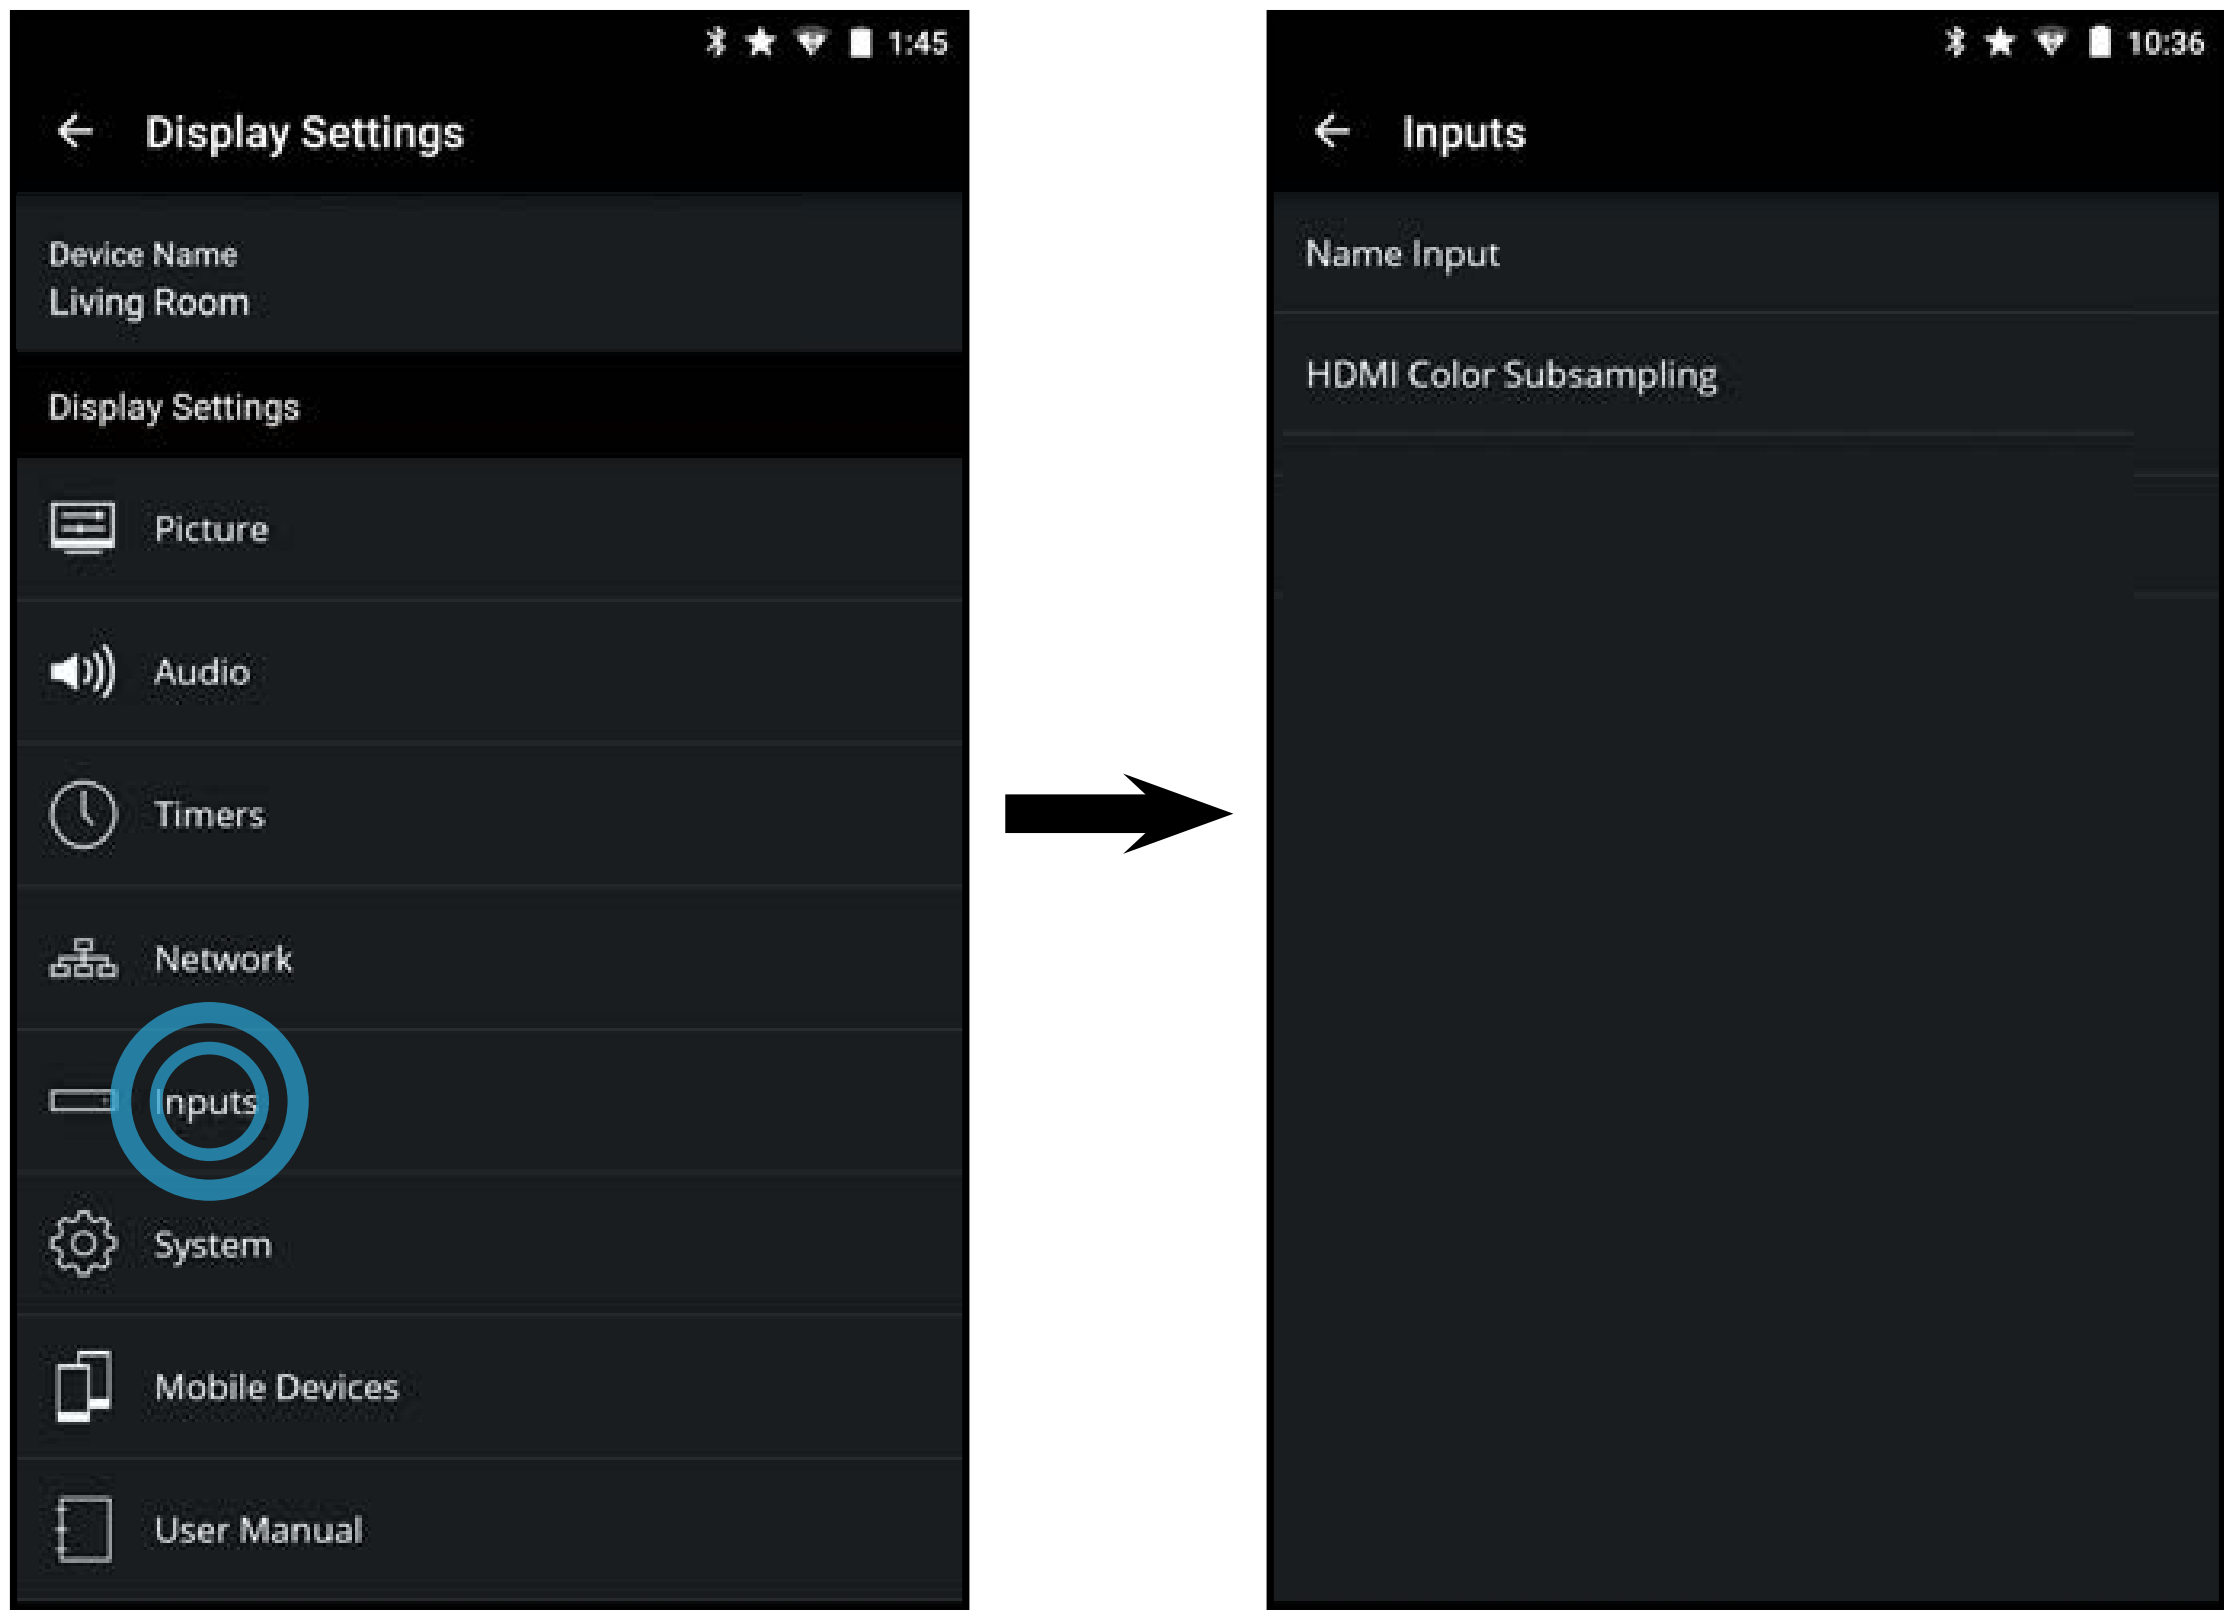 1:45
Display Settings
Device Name
Living Room
Display Settings
Picture
Audio
Timers
Network
Inputs
System
Mobile Devices
User Manual
10:36
Inputs
Name Input
HDMI Color Subsampling